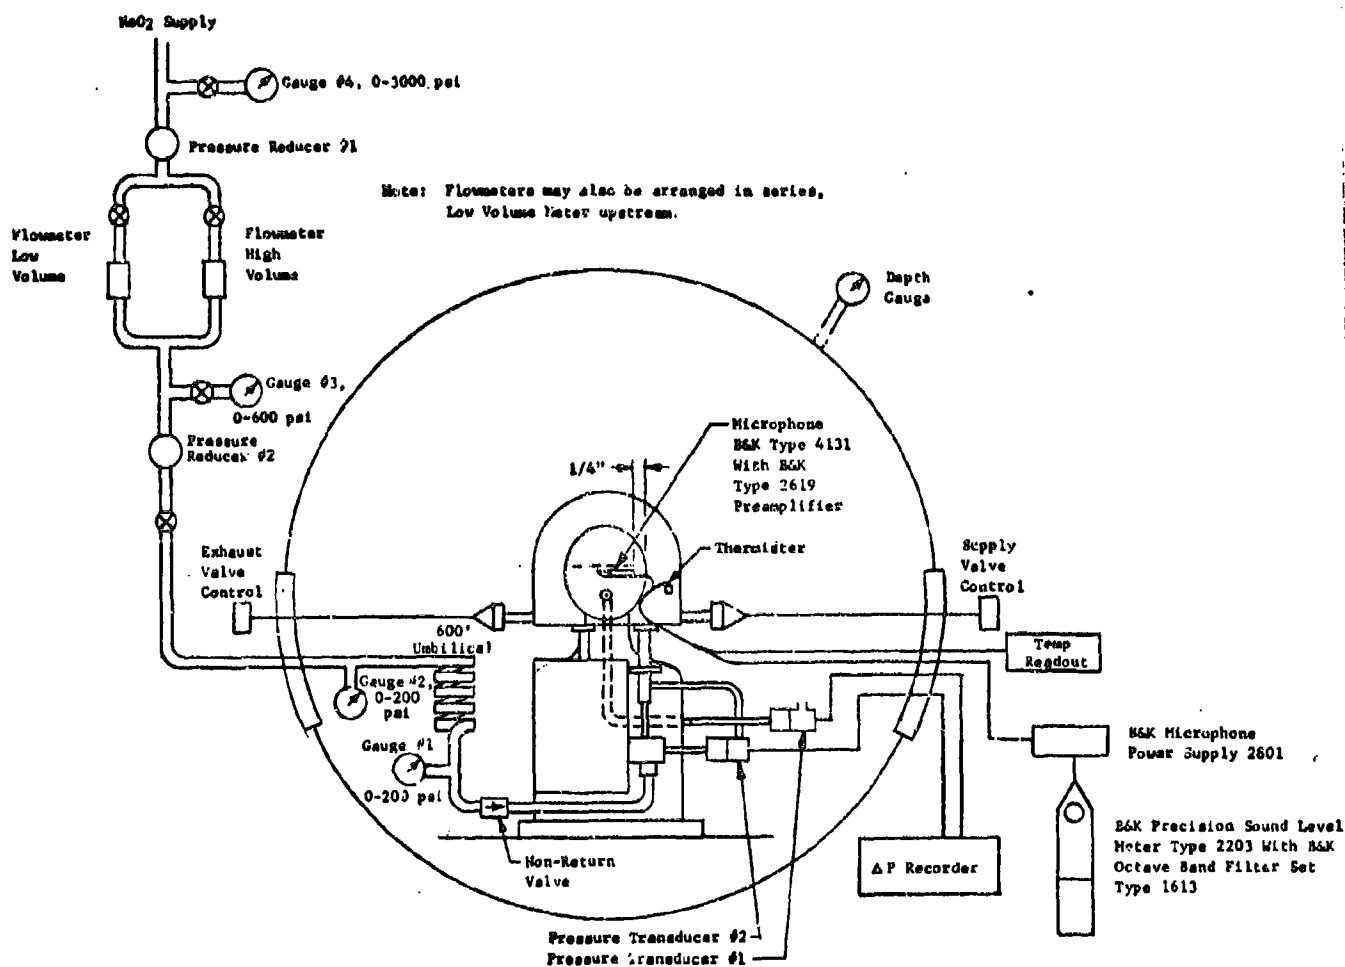 HeO2 Supply
Gauge #4, 0-3000 psi
Pressure Reducer #1
Note: Flowmeters may also be arranged in series,
Low Volume Meter upstream.
Flowmeter
Low
Volume
Flowmeter
High
Volume
Depth
Gauge
Gauge #3,
0-600 psi
Pressure
Reducer #2
Microphone
B&K Type 4131
With B&K
Type 2619
Preamplifier
1/4"
Thermister
Exhaust
Valve
Control
Supply
Valve
Control
600'
Umbilical
Temp
Readout
Gauge #2,
0-200
psi
Gauge #1
0-200 psi
B&K Microphone
Power Supply 2801
Non-Return
Valve
Δ P Recorder
B&K Precision Sound Level
Meter Type 2203 With B&K
Octave Band Filter Set
Type 1613
Pressure Transducer #2
Pressure Transducer #1